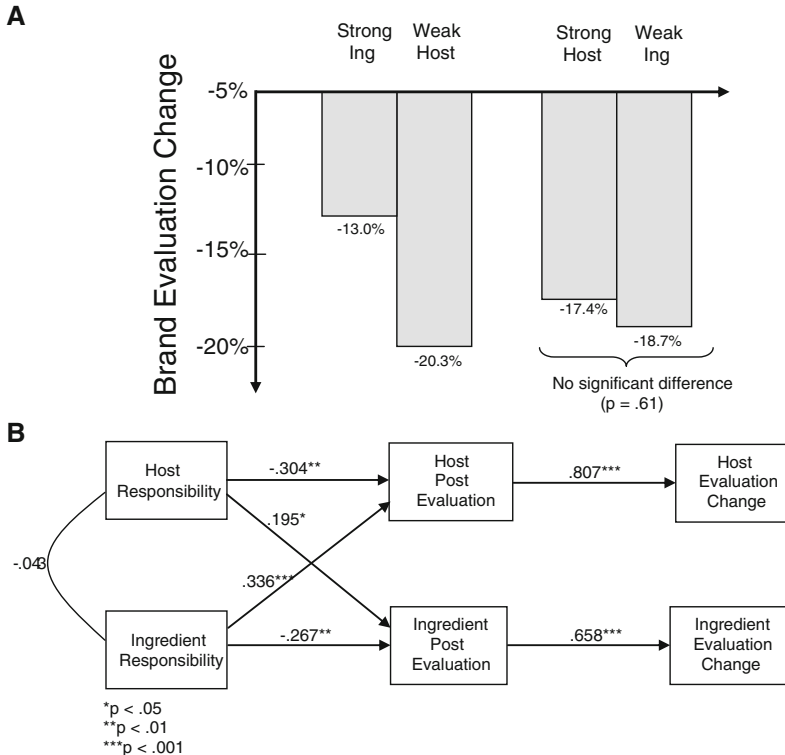 A
Strong
Ing
Weak
Host
Strong
Host
Weak
Ing
Brand Evaluation Change
-5%
-10%
-15%
-20%
-13.0%
-20.3%
-17.4%
-18.7%
No significant difference
(p = .61)
B
Host
Responsibility
-.304**
Host
Post
Evaluation
.807***
Host
Evaluation
Change
.195*
-.043
.336***
Ingredient
Responsibility
-.267**
Ingredient
Post
Evaluation
.658***
Ingredient
Evaluation
Change
*p < .05
**p < .01
***p < .001